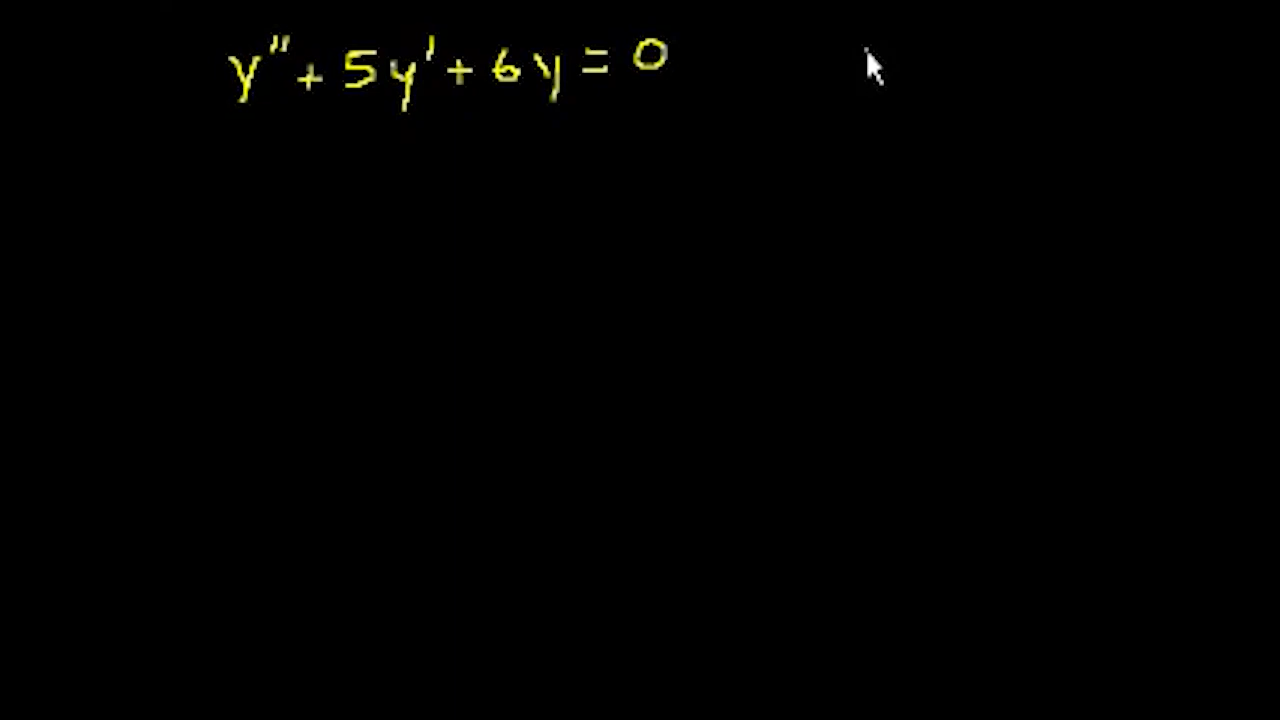 y'' + 5y' + 6y = 0